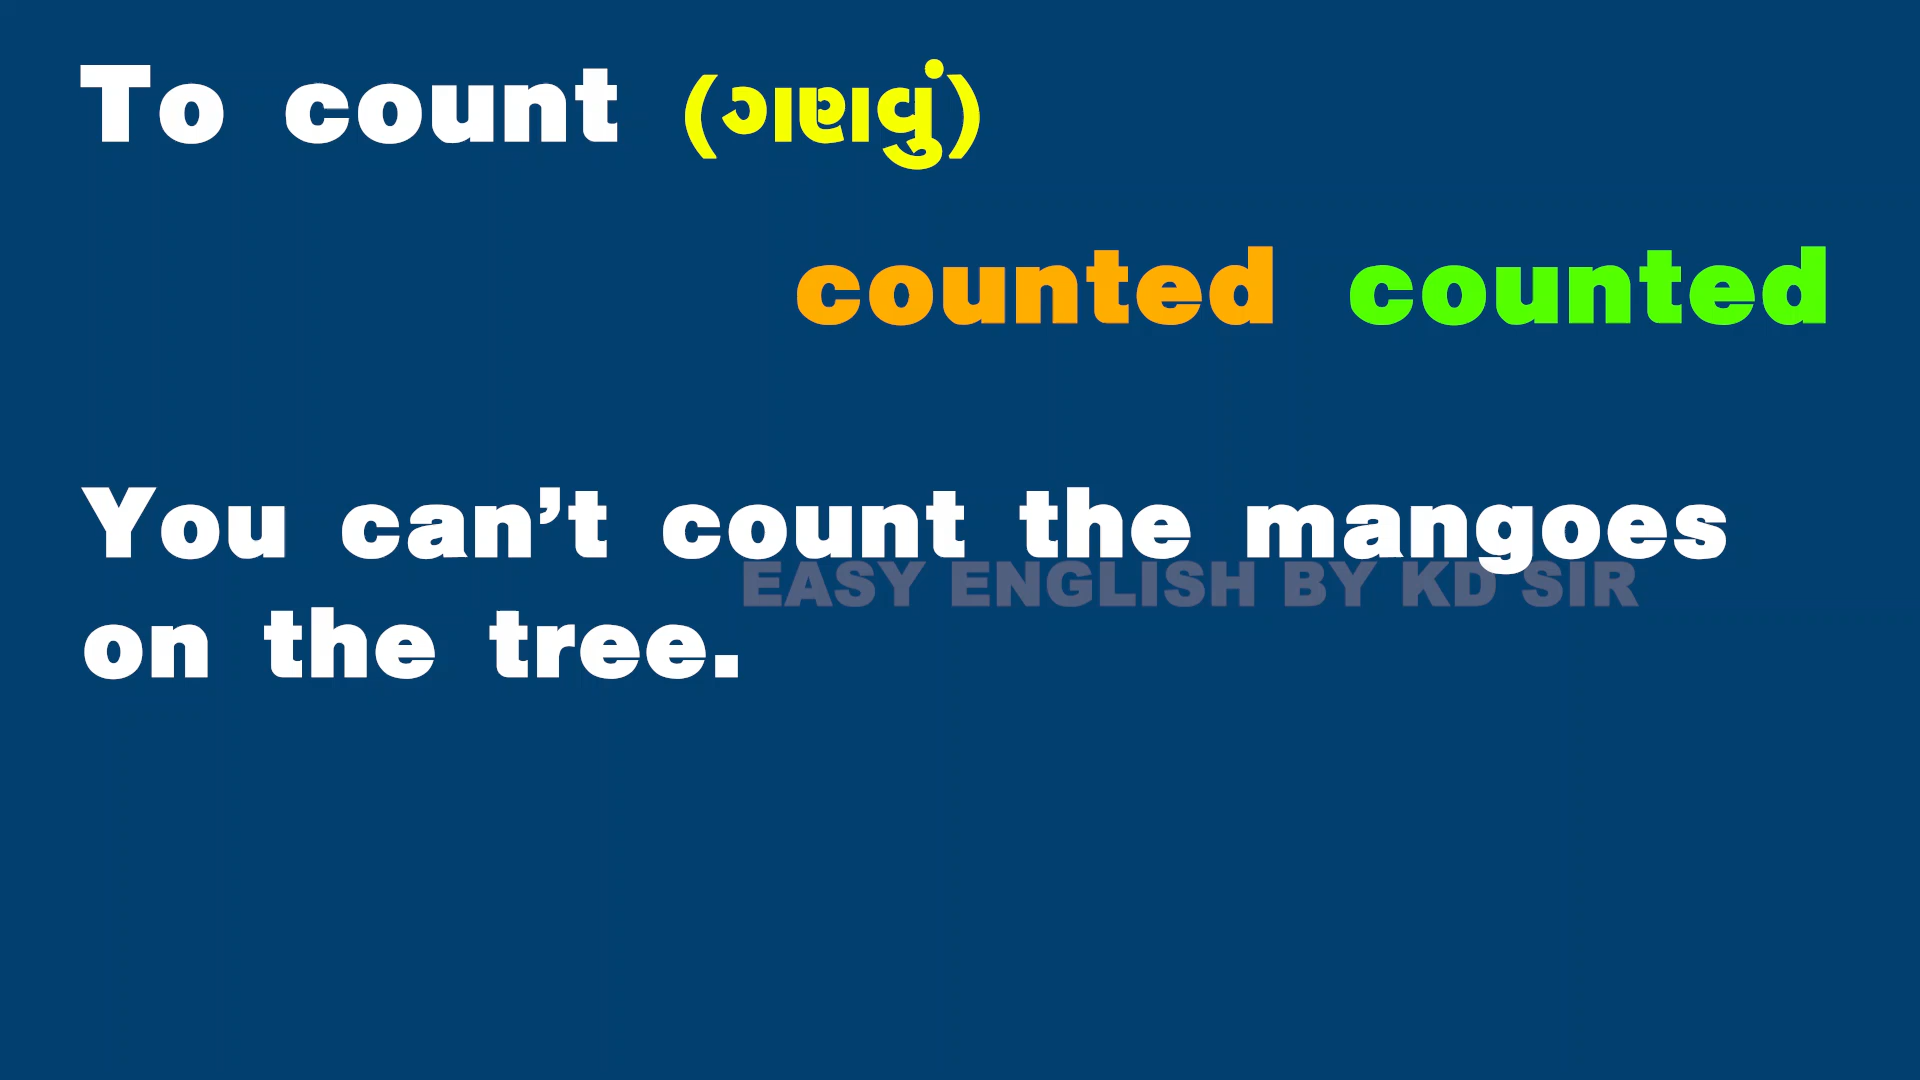 To count (ગણવું)
counted counted
You can’t count the mangoes
EASY ENGLISH BY KD SIR
on the tree.